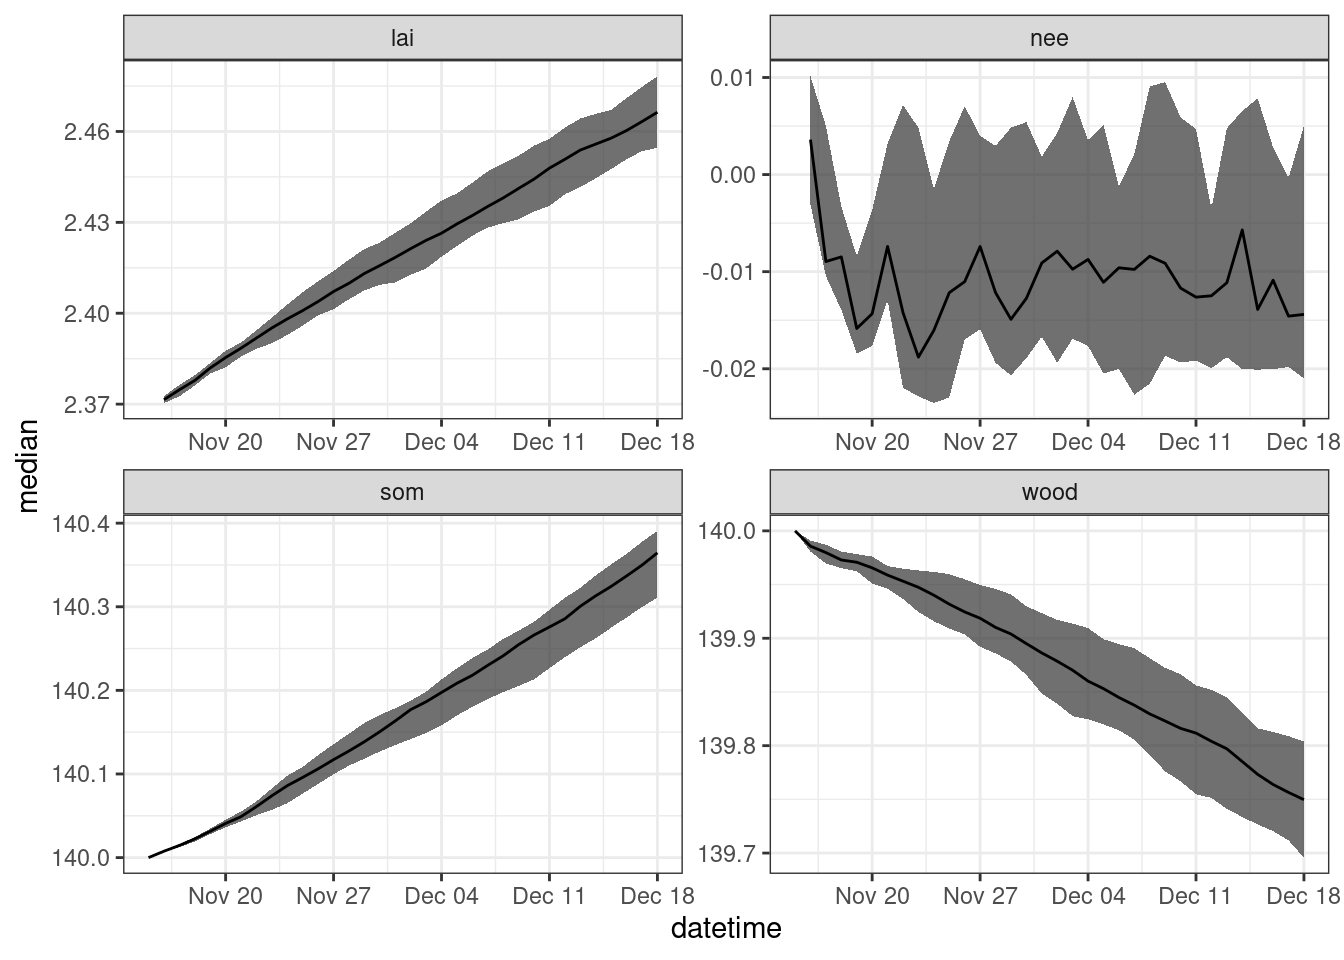 lai
nee
2.46
2.43
2.40
2.37
0.01
0.00
-0.01
-0.02
Nov 20 Nov 27 Dec 04 Dec 11 Dec 18
Nov 20 Nov 27 Dec 04 Dec 11 Dec 18
median
som
wood
140.4
140.3
140.2
140.1
140.0
140.0
139.9
139.8
139.7
Nov 20 Nov 27 Dec 04 Dec 11 Dec 18
Nov 20 Nov 27 Dec 04 Dec 11 Dec 18
datetime